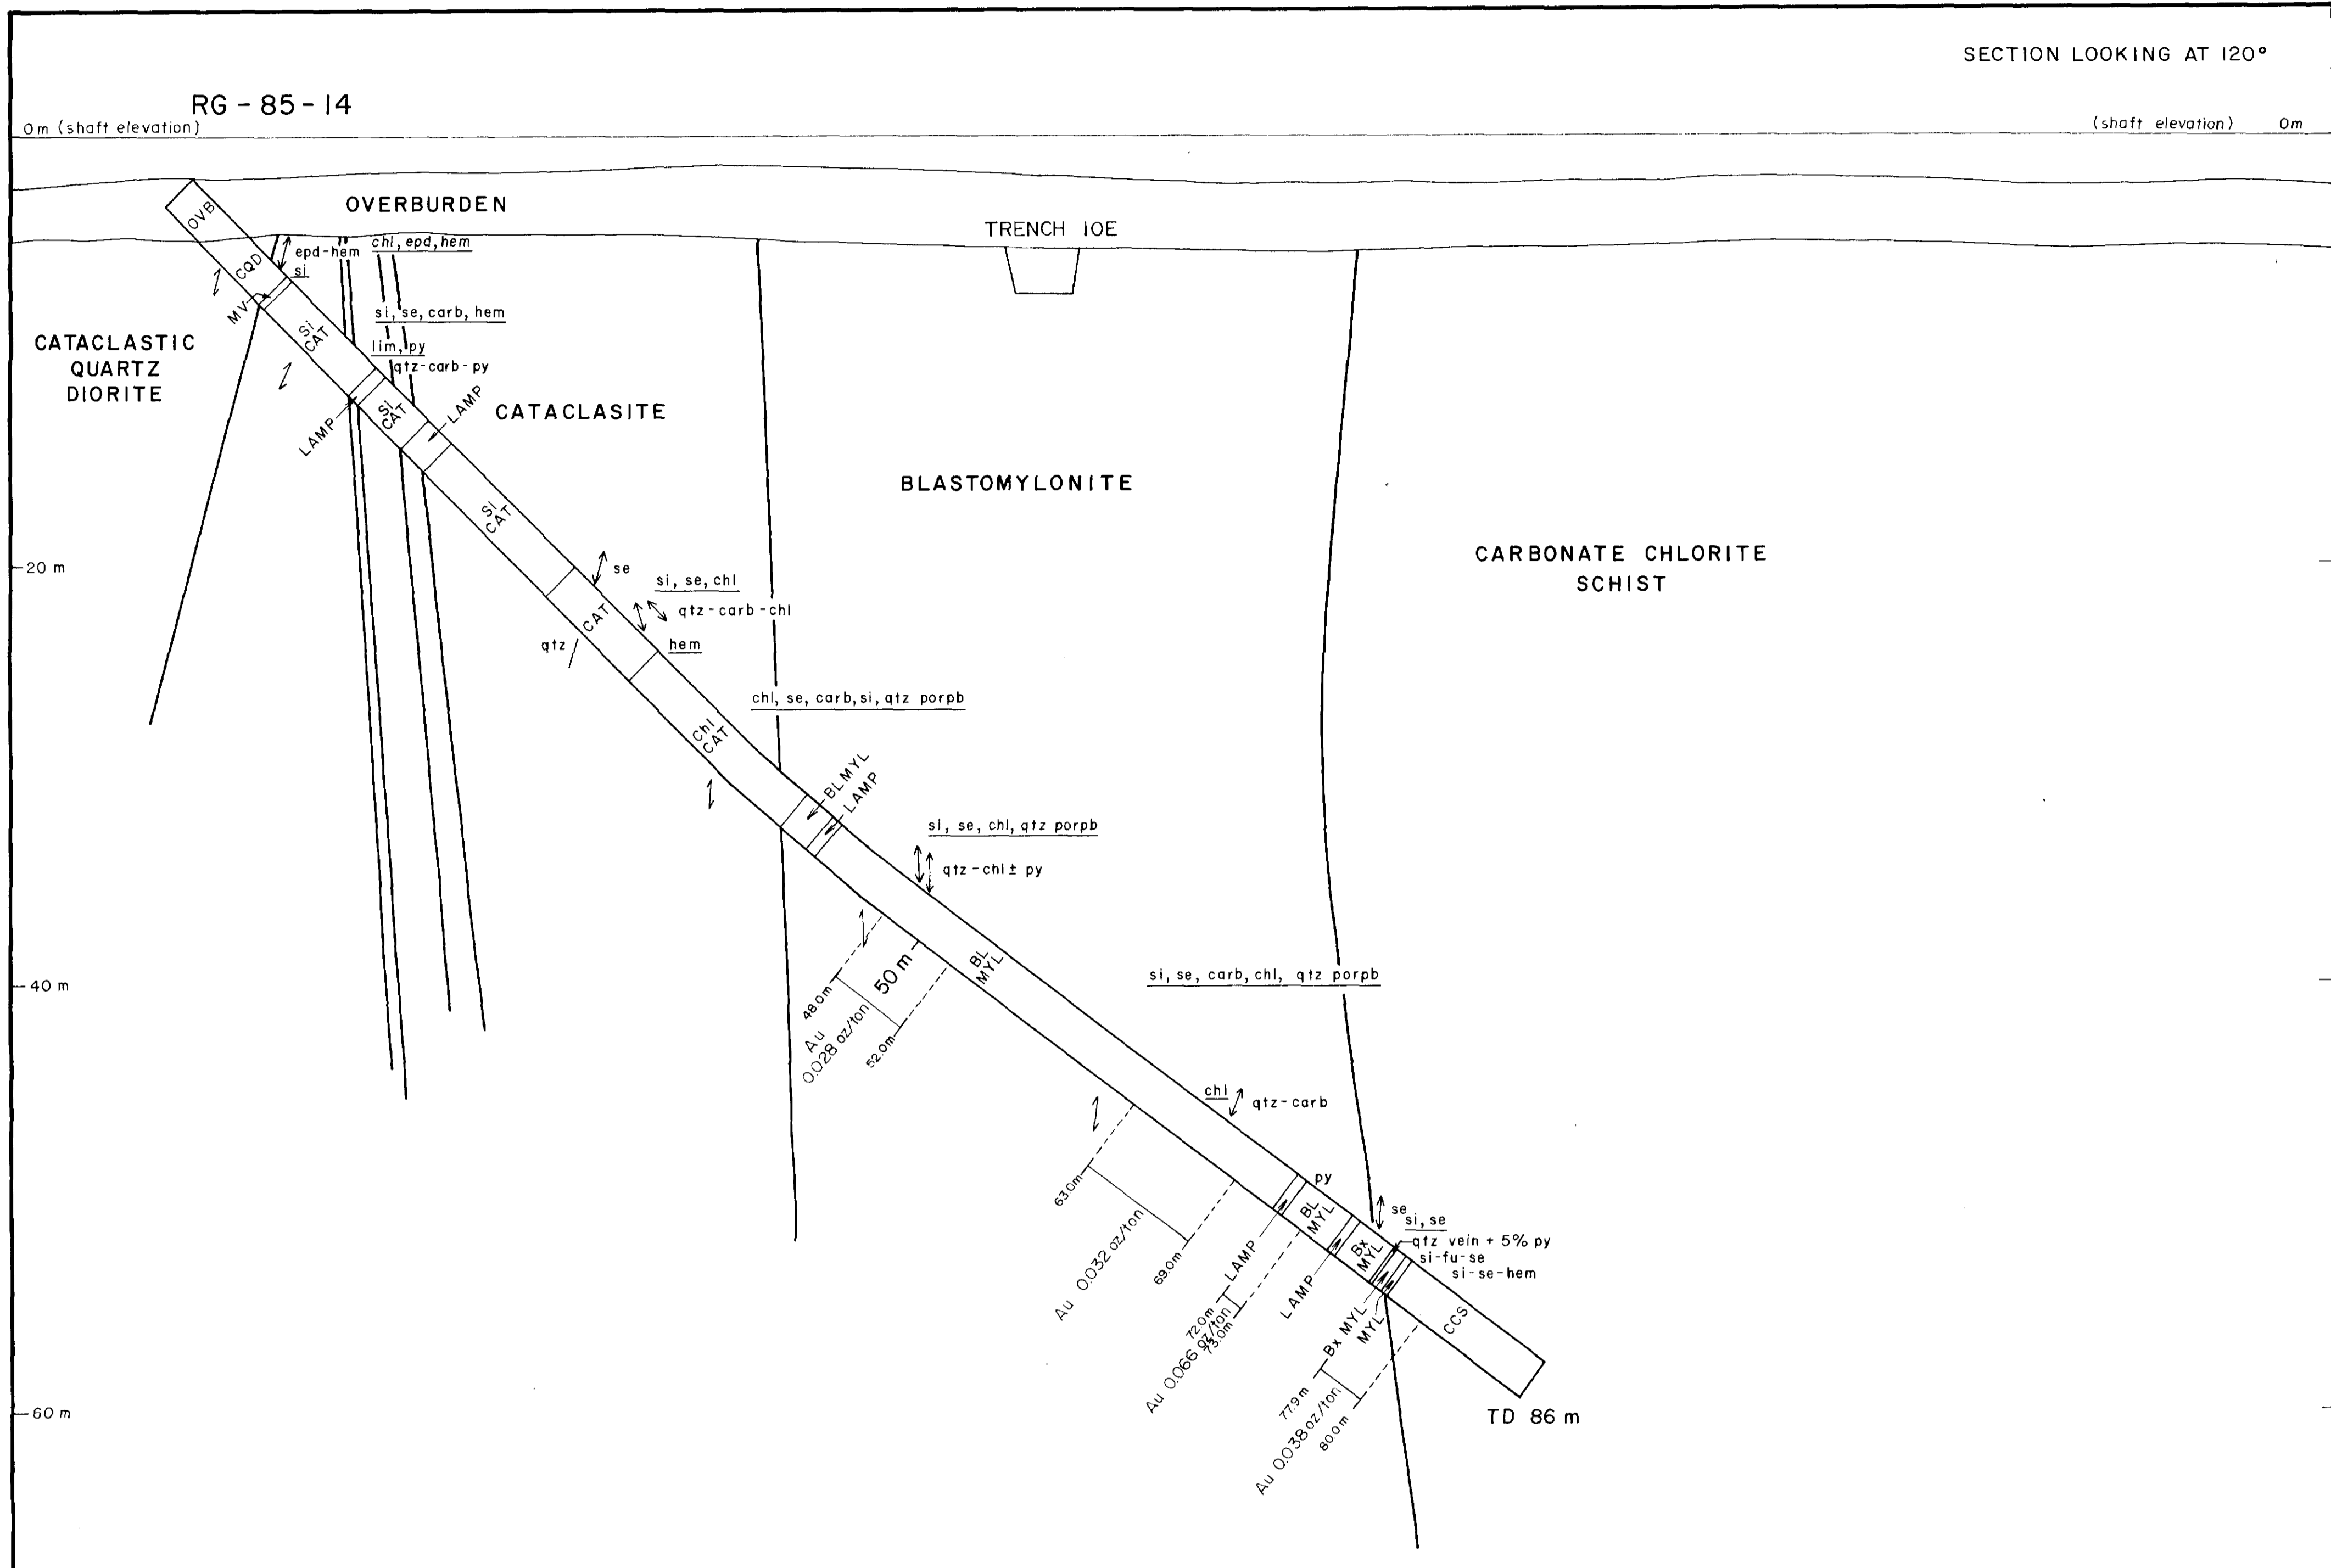 SECTION LOOKING AT 120°
RG-85-14
0m (shaft elevation)
(shaft elevation) 0m
OVERBURDEN
TRENCH 10E
OVB
CQD
epd-hem
si
chl, epd, hem
MV
Si
CAT
si, se, carb, hem
CATACLASTIC
QUARTZ
DIORITE
lim, py
qtz-carb-py
LAMP
Si
CAT
LAMP
CATACLASITE
BLASTOMYLONITE
Si
CAT
CARBONATE CHLORITE
SCHIST
20 m
se
si, se, chl
qtz-carb-chl
CAT
qtz
hem
chl, se, carb, si, qtz porpb
Chl
CAT
BLMYL
LAMP
si, se, chl, qtz porpb
qtz-chl ± py
BL
MYL
40 m
48.0m
50 m
Au
0.028 oz/ton
52.0m
si, se, carb, chl, qtz porpb
chl
qtz-carb
63.0m
Au 0.032 oz/ton
69.0m
py
LAMP
BL
MYL
72.0m
Au 0.066 oz/ton
73.0m
LAMP
Bx
MYL
se
si, se
qtz vein + 5% py
si-fu-se
si-se-hem
Bx MYL
MYL
CCS
77.9m
Au 0.038 oz/ton
80.0m
60 m
TD 86 m